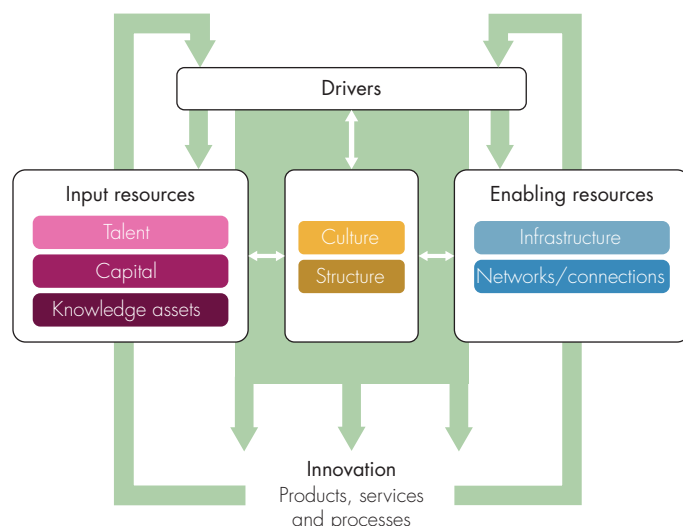 Drivers
Input resources
Talent
Capital
Knowledge assets
Culture
Structure
Enabling resources
Infrastructure
Networks/connections
Innovation
Products, services
and processes